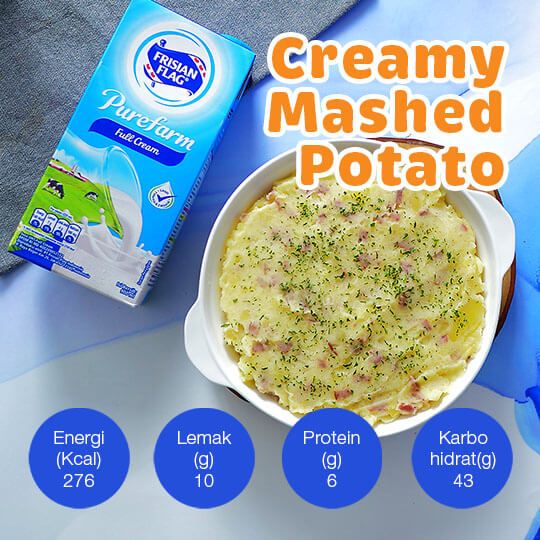 Creamy
Mashed
Potato
FRISIAN
FLAG
Purefarm
Full Cream
Energi
(Kcal)
276
Lemak
(g)
10
Protein
(g)
6
Karbo
hidrat(g)
43